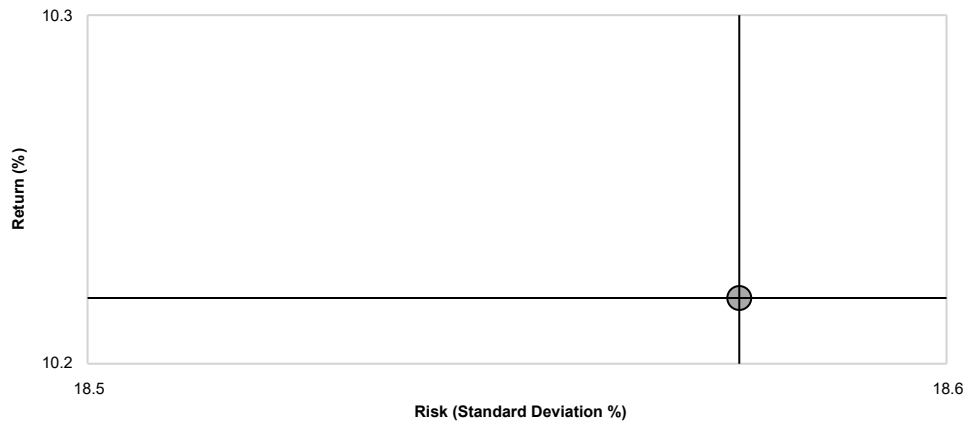 10.3
Return (%)
10.2
18.5
18.6
Risk (Standard Deviation %)